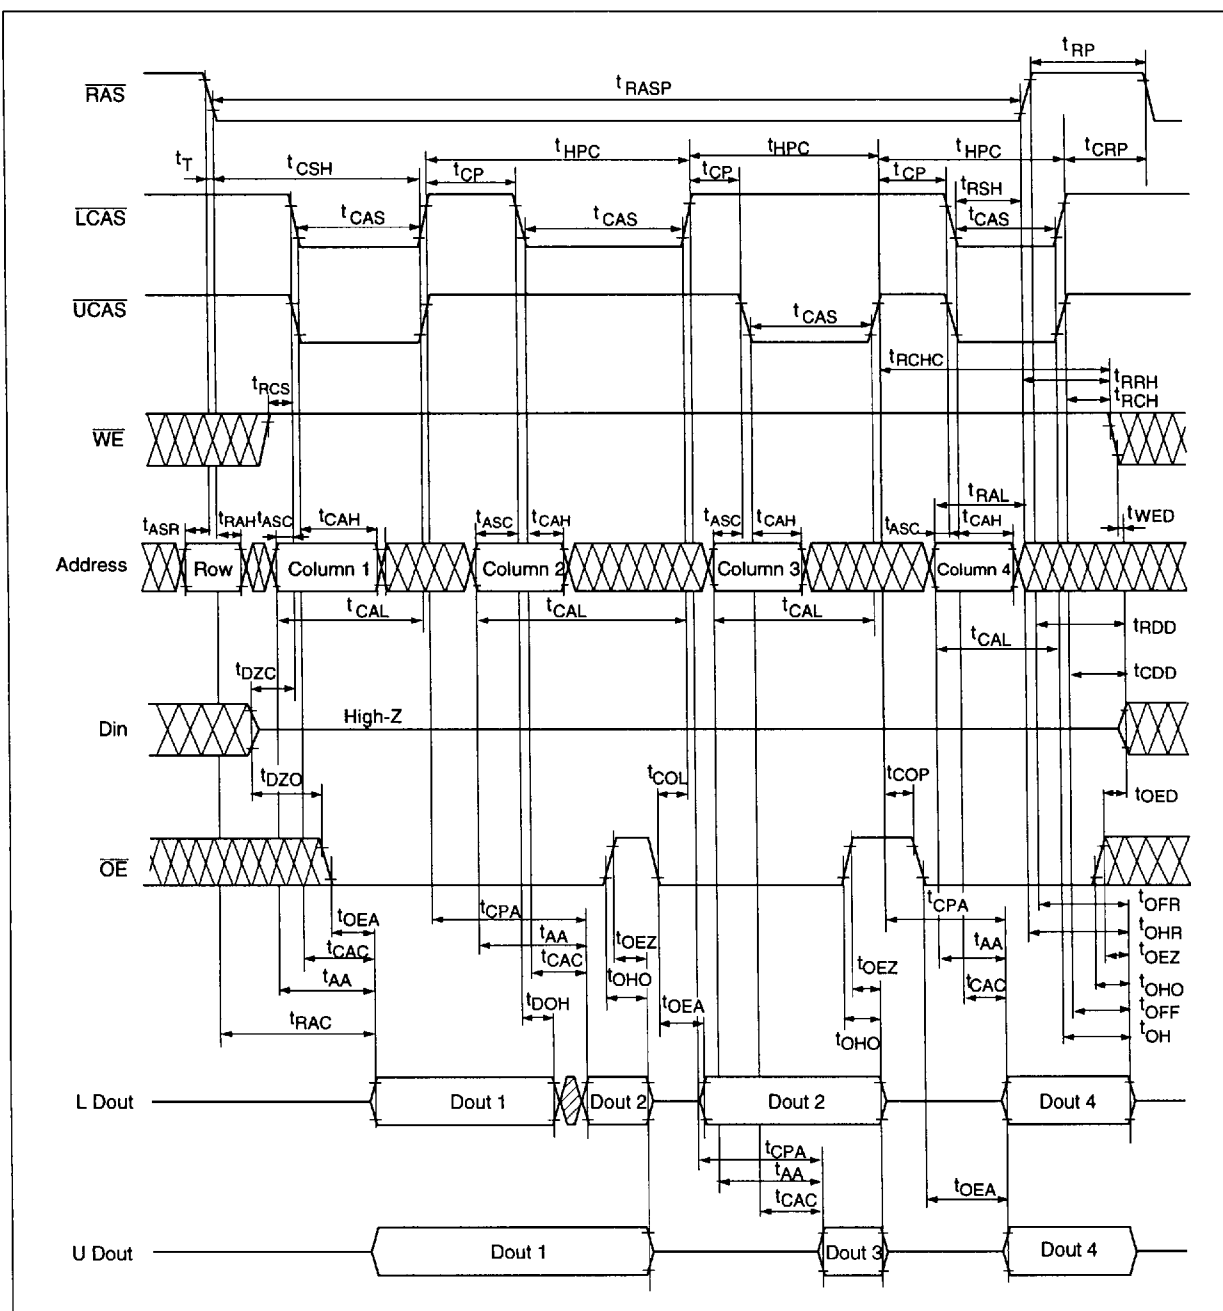 tRP
RAS
tRASP
tT
tCSH
tHPC
tHPC
tHPC
tCRP
tCP
tCP
tCP
tRSH
LCAS
tCAS
tCAS
tCAS
UCAS
tCAS
tRCHC
tRCS
tRRH
tRCH
WE
tRAL
tWED
tASR
tRAH
tASC
tCAH
tASC
tCAH
tASC
tCAH
tASC
tCAH
Address
Row
Column 1
Column 2
Column 3
Column 4
tCAL
tCAL
tCAL
tRDD
tCAL
tDZC
tCDD
Din
High-Z
tDZO
tCOL
tCOP
tOED
OE
tOEA
tCPA
tCPA
tOFR
tCAC
tAA
tOEZ
tAA
tOHR
tAA
tCAC
tOHO
tOEZ
tCAC
tOEZ
tRAC
tDOH
tOEA
tOHO
tOHO
tOFF
tOH
L Dout
Dout 1
Dout 2
Dout 2
Dout 4
tCPA
tAA
tCAC
tOEA
U Dout
Dout 1
Dout 3
Dout 4